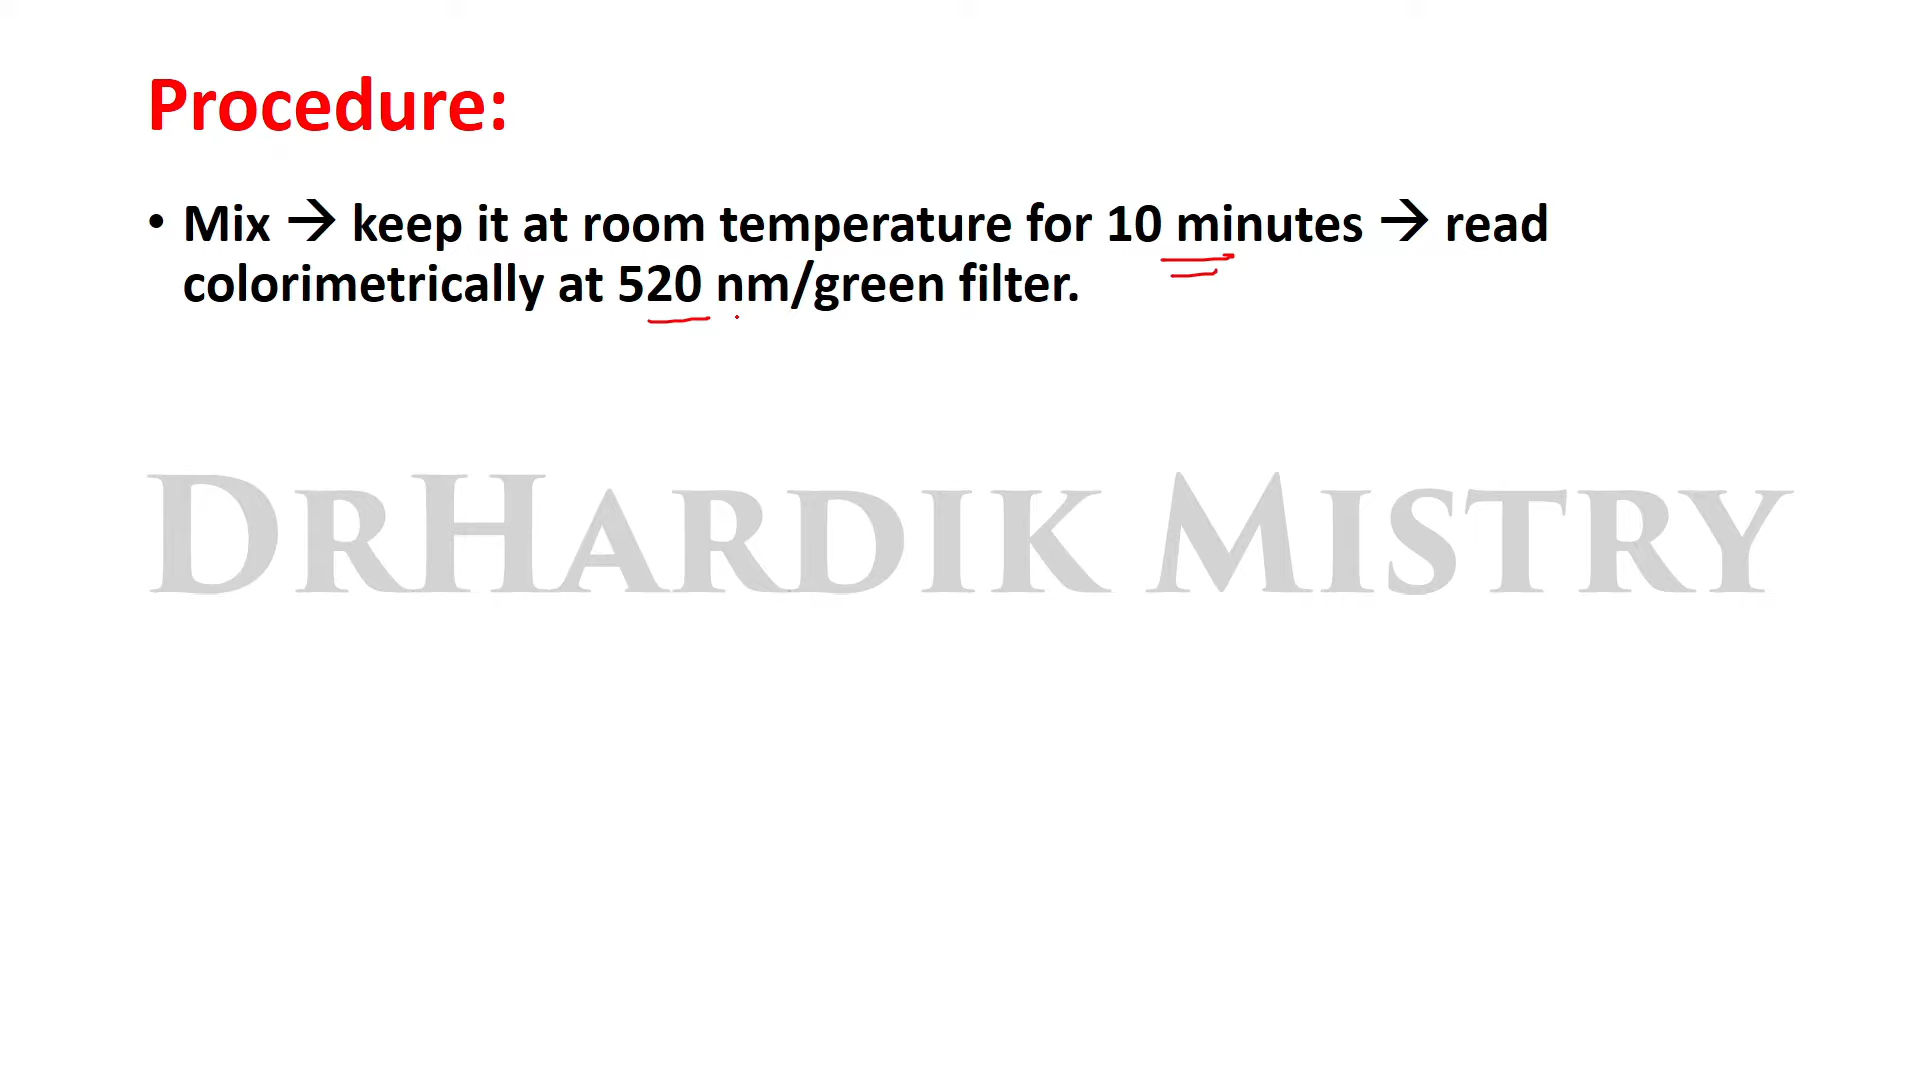 Procedure:
• Mix → keep it at room temperature for 10 minutes → read
colorimetrically at 520 nm/green filter.
DRHARDIK MISTRY